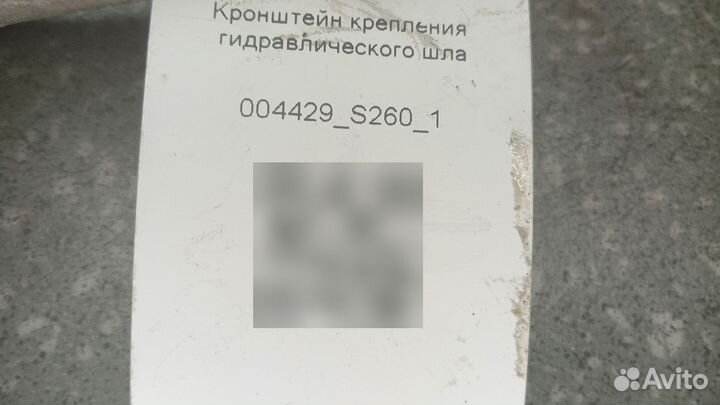 Кронштейн крепления
гидравлического шла
004429_S260_1
Avito